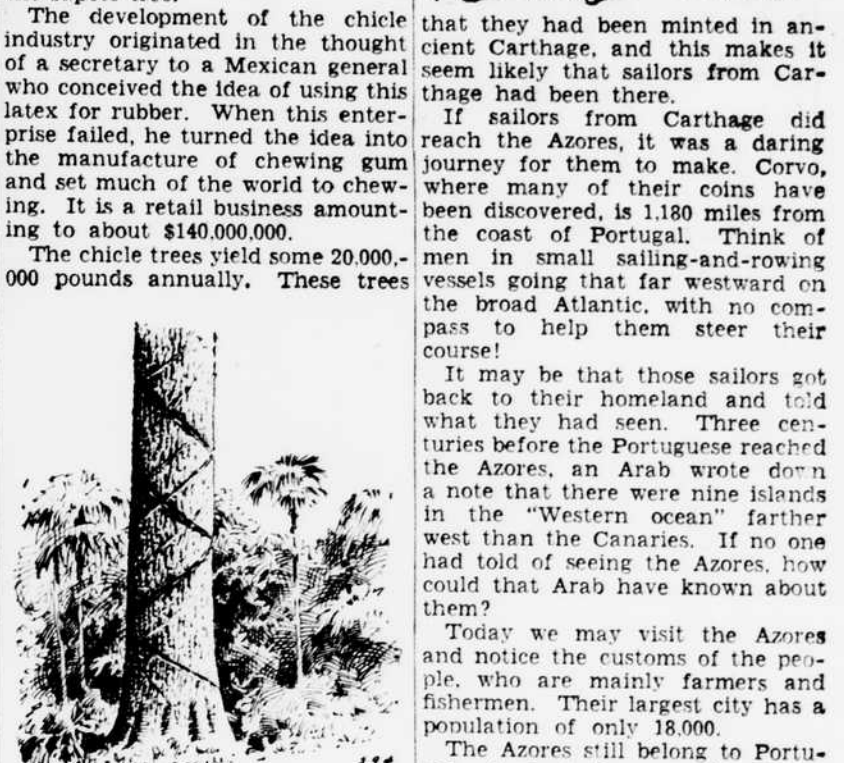 The development of the chicle
industry originated in the thought
of a secretary to a Mexican general
who conceived the idea of using this
latex for rubber. When this enter-
prise failed, he turned the idea into
the manufacture of chewing gum
and set much of the world to chew-
ing. It is a retail business amount-
ing to about $140,000,000.
The chicle trees yield some 20,000,-
000 pounds annually. These trees
that they had been minted in an-
cient Carthage, and this makes it
seem likely that sailors from Car-
thage had been there.
If sailors from Carthage did
reach the Azores, it was a daring
journey for them to make. Corvo,
where many of their coins have
been discovered, is 1,180 miles from
the coast of Portugal. Think of
men in small sailing-and-rowing
vessels going that far westward on
the broad Atlantic, with no com-
pass to help them steer their
course!
It may be that those sailors got
back to their homeland and told
what they had seen. Three cen-
turies before the Portuguese reached
the Azores, an Arab wrote down
a note that there were nine islands
in the "Western ocean" farther
west than the Canaries. If no one
had told of seeing the Azores, how
could that Arab have known about
them?
Today we may visit the Azores
and notice the customs of the peo-
ple, who are mainly farmers and
fishermen. Their largest city has a
population of only 18,000.
The Azores still belong to Portu-